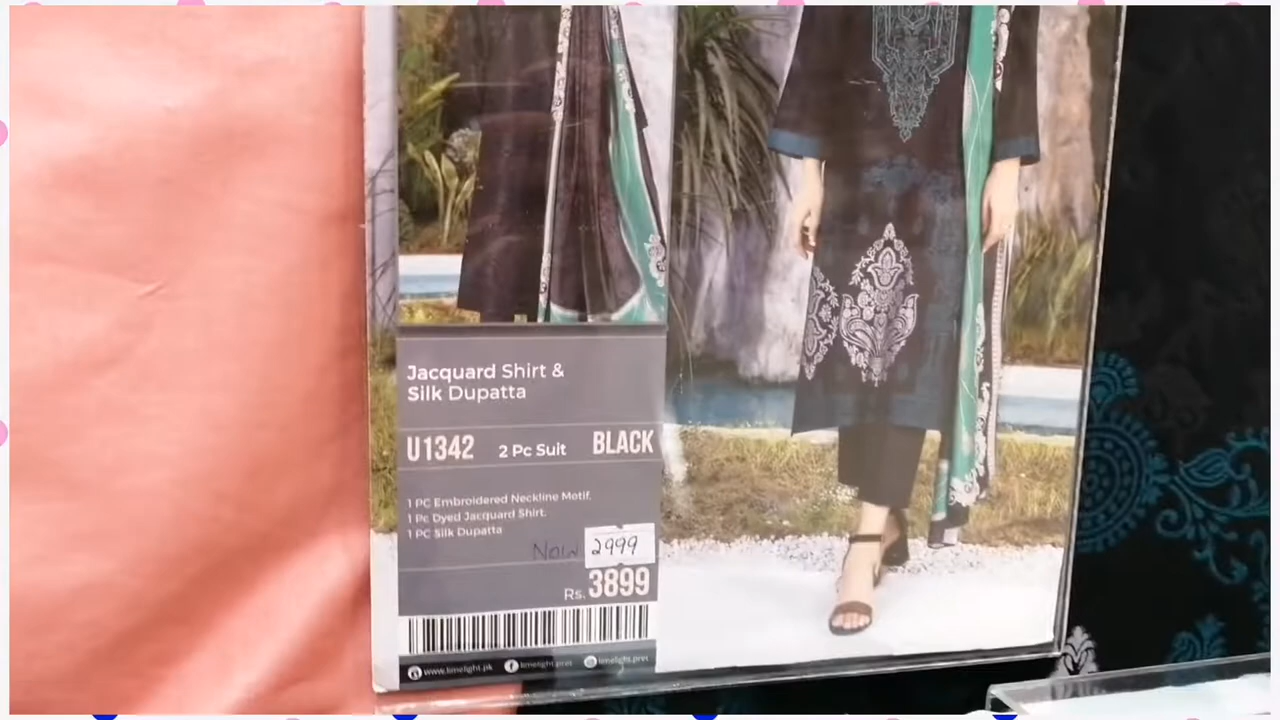 Jacquard Shirt &
Silk Dupatta
U1342 2 Pc Suit BLACK
1 PC Embroidered Neckline Motif.
1 Pc Dyed Jacquard Shirt.
1 PC Silk Dupatta
Now 2999
Rs. 3899
www.limelight.pk limelight.pret limelight.pret